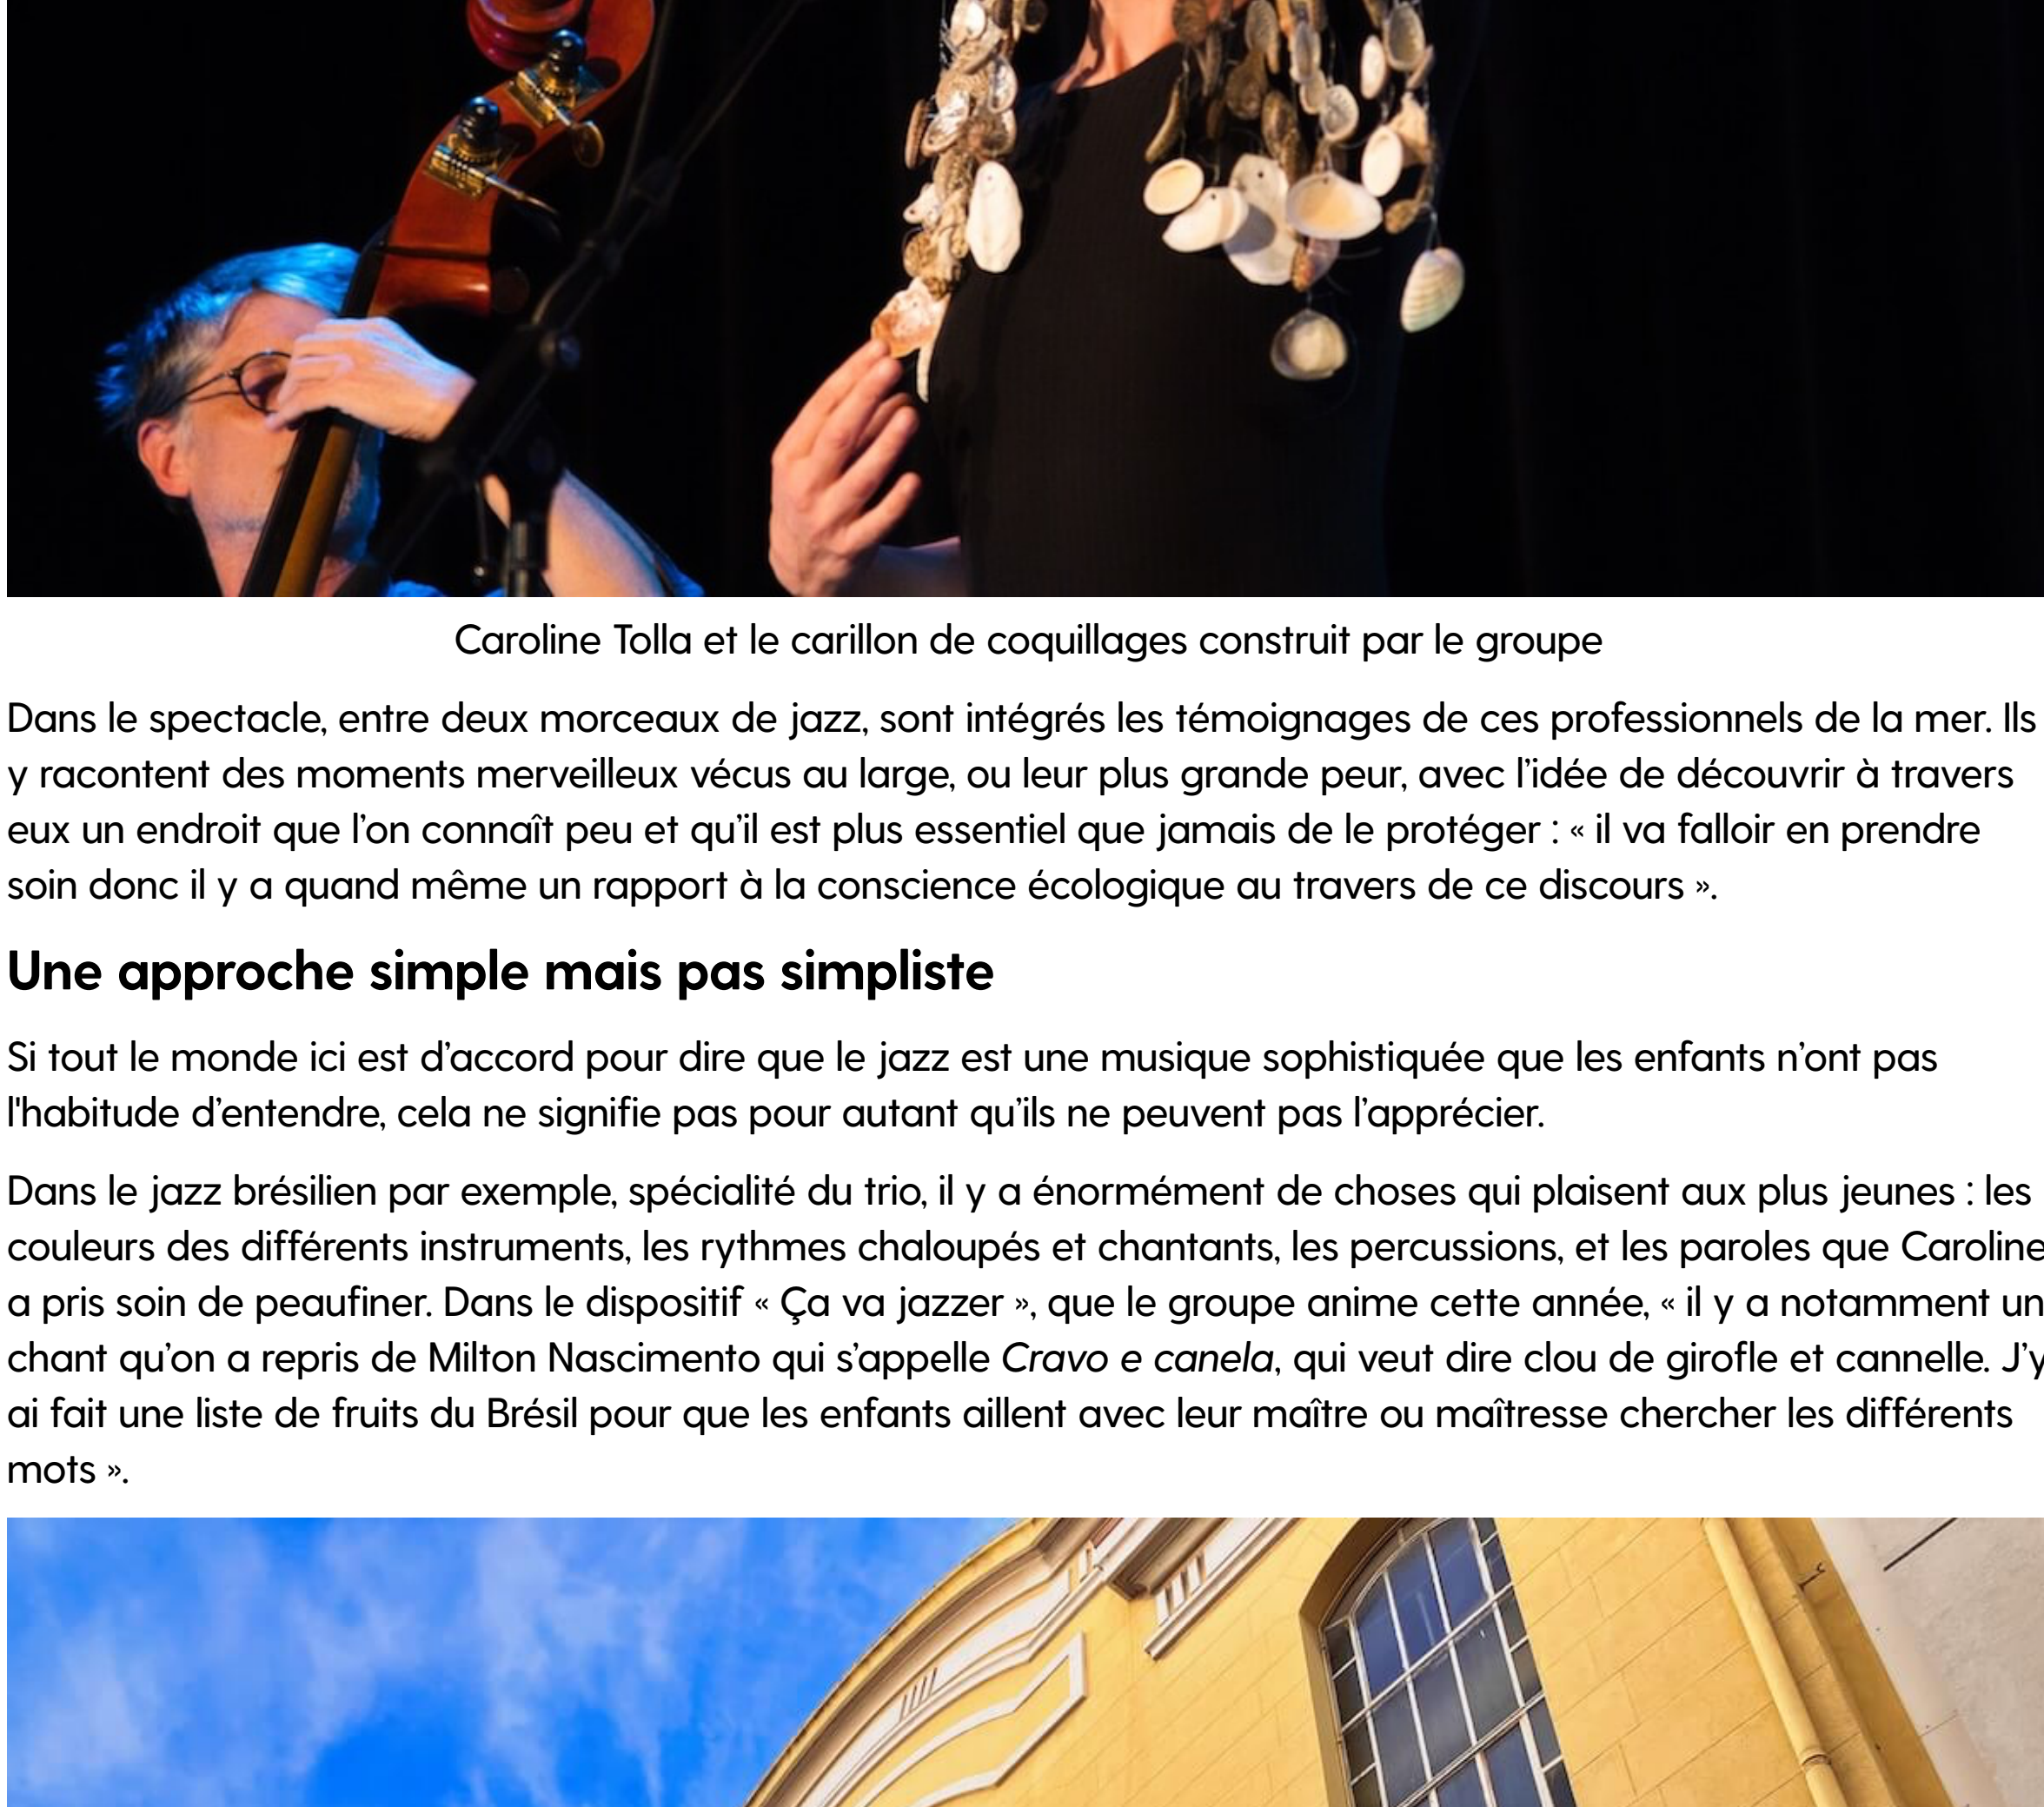 Caroline Tolla et le carillon de coquillages construit par le groupe
Dans le spectacle, entre deux morceaux de jazz, sont intégrés les témoignages de ces professionnels de la mer. Ils
y racontent des moments merveilleux vécus au large, ou leur plus grande peur, avec l’idée de découvrir à travers
eux un endroit que l’on connaît peu et qu’il est plus essentiel que jamais de le protéger : « il va falloir en prendre
soin donc il y a quand même un rapport à la conscience écologique au travers de ce discours ».
Une approche simple mais pas simpliste
Si tout le monde ici est d’accord pour dire que le jazz est une musique sophistiquée que les enfants n’ont pas
l'habitude d’entendre, cela ne signifie pas pour autant qu’ils ne peuvent pas l’apprécier.
Dans le jazz brésilien par exemple, spécialité du trio, il y a énormément de choses qui plaisent aux plus jeunes : les
couleurs des différents instruments, les rythmes chaloupés et chantants, les percussions, et les paroles que Caroline
a pris soin de peaufiner. Dans le dispositif « Ça va jazzer », que le groupe anime cette année, « il y a notamment un
chant qu’on a repris de Milton Nascimento qui s’appelle Cravo e canela, qui veut dire clou de girofle et cannelle. J’y
ai fait une liste de fruits du Brésil pour que les enfants aillent avec leur maître ou maîtresse chercher les différents
mots ».